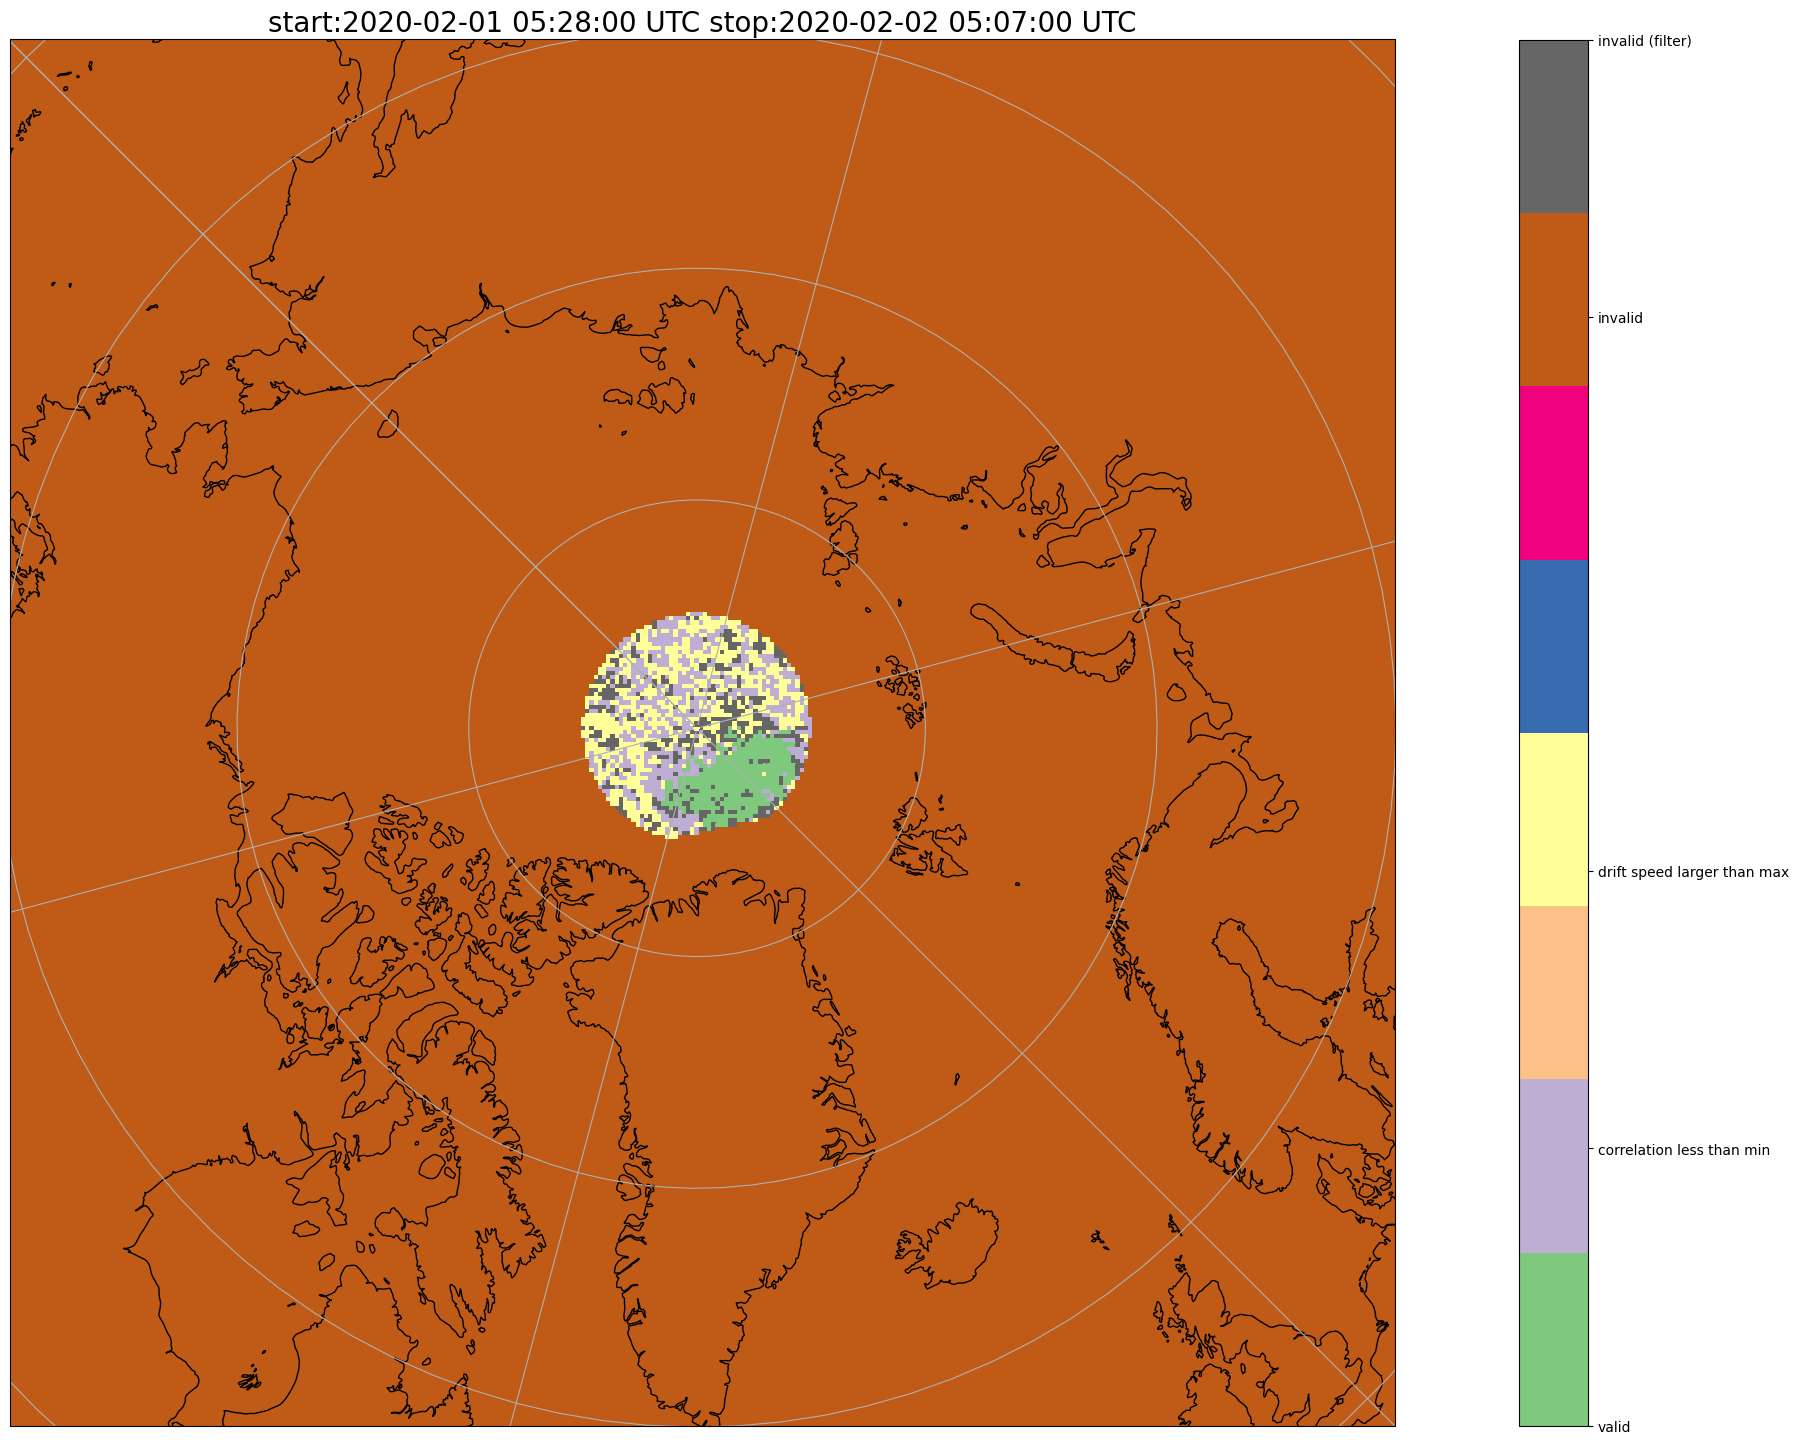 start:2020-02-01 05:28:00 UTC stop:2020-02-02 05:07:00 UTC
invalid (filter)
invalid
drift speed larger than max
correlation less than min
valid